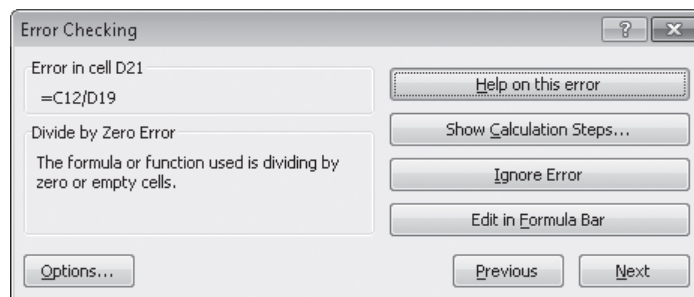 Error Checking
Error in cell D21
=C12/D19
Divide by Zero Error
The formula or function used is dividing by
zero or empty cells.
Help on this error
Show Calculation Steps...
Ignore Error
Edit in Formula Bar
Options...
Previous
Next